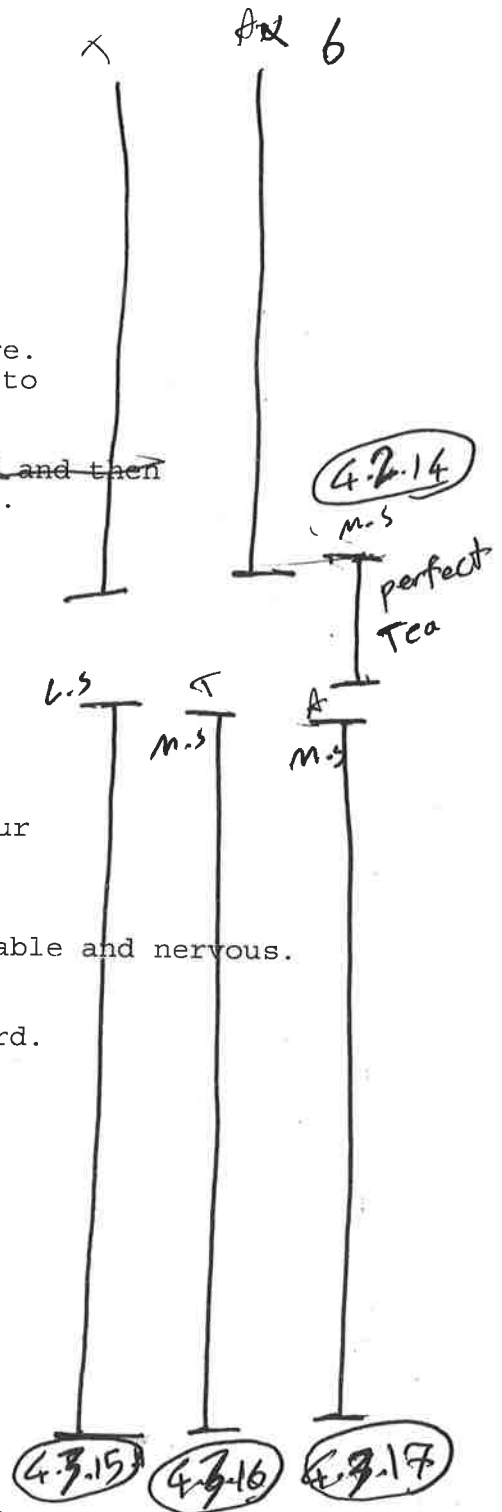 X A 6
e.
to
and then
.
4.2.14
M.S
perfect
Tea
L.S T A
M.S M.S
ur
able and nervous.
rd.
4.3.15 4.3.16 4.3.17